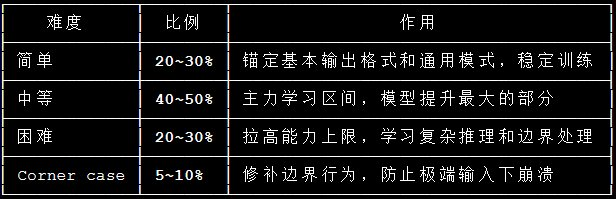 难度 比例 作用
简单 20~30% 锚定基本输出格式和通用模式，稳定训练
中等 40~50% 主力学习区间，模型提升最大的部分
困难 20~30% 拉高能力上限，学习复杂推理和边界处理
Corner case 5~10% 修补边界行为，防止极端输入下崩溃